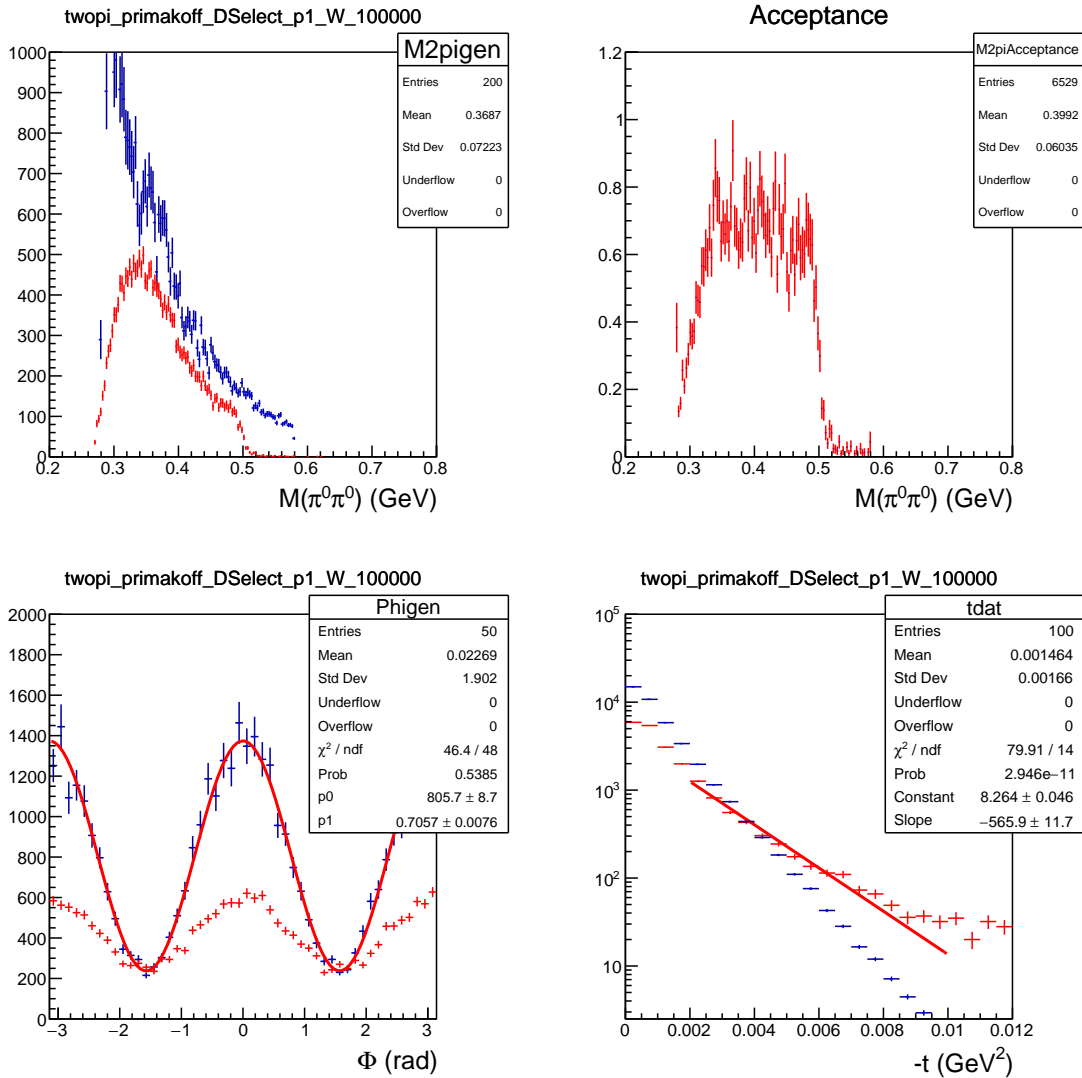 twopi_primakoff_DSelect_p1_W_100000
M2pigen
Entries 200
Mean 0.3687
Std Dev 0.07223
Underflow 0
Overflow 0
1000
900
800
700
600
500
400
300
200
100
0
0.2 0.3 0.4 0.5 0.6 0.7 0.8
M(π⁰π⁰) (GeV)
Acceptance
M2piAcceptance
Entries 6529
Mean 0.3992
Std Dev 0.06035
Underflow 0
Overflow 0
1.2
1
0.8
0.6
0.4
0.2
0
0.2 0.3 0.4 0.5 0.6 0.7 0.8
M(π⁰π⁰) (GeV)
twopi_primakoff_DSelect_p1_W_100000
Phigen
Entries 50
Mean 0.02269
Std Dev 1.902
Underflow 0
Overflow 0
χ² / ndf 46.4 / 48
Prob 0.5385
p0 805.7 ± 8.7
p1 0.7057 ± 0.0076
2000
1800
1600
1400
1200
1000
800
600
400
200
0
−3 −2 −1 0 1 2 3
Φ (rad)
twopi_primakoff_DSelect_p1_W_100000
tdat
Entries 100
Mean 0.001464
Std Dev 0.00166
Underflow 0
Overflow 0
χ² / ndf 79.91 / 14
Prob 2.946e−11
Constant 8.264 ± 0.046
Slope −565.9 ± 11.7
10⁵
10⁴
10³
10²
10
0 0.002 0.004 0.006 0.008 0.01 0.012
-t (GeV²)